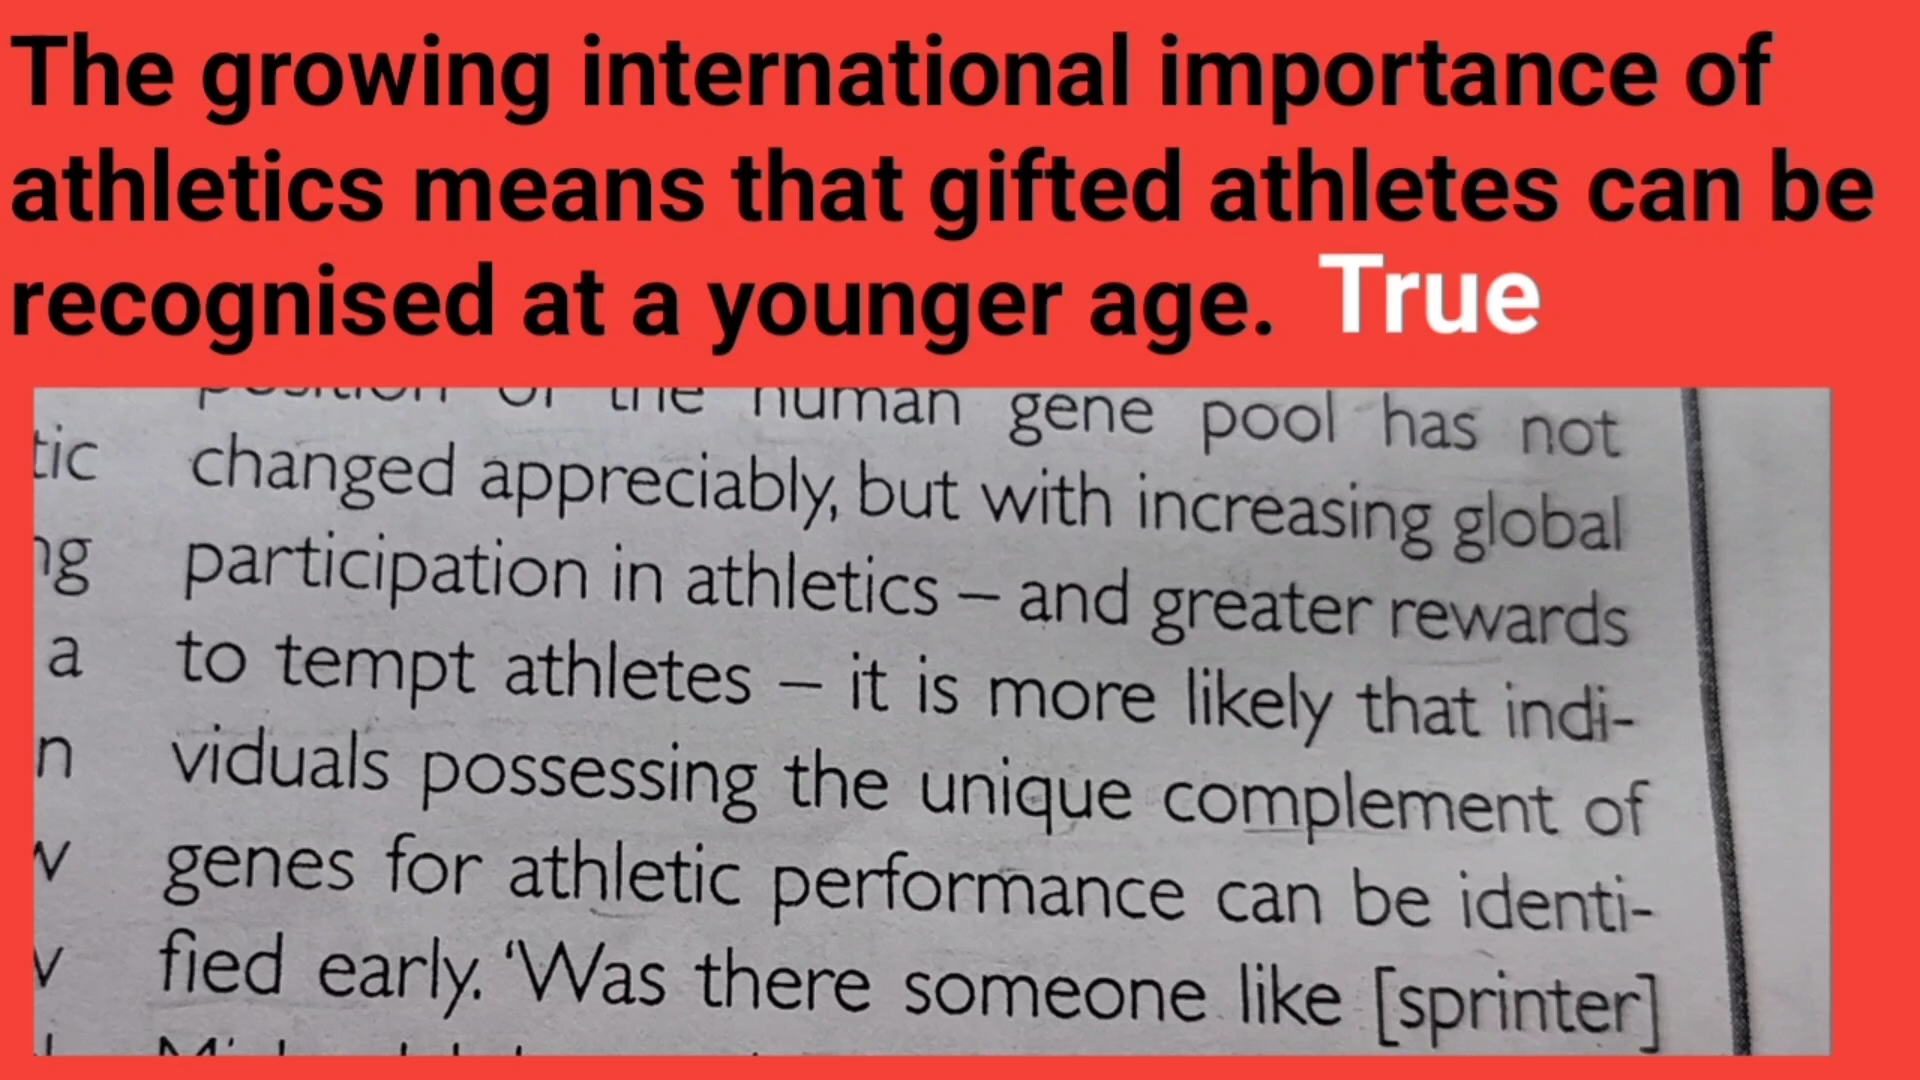 The growing international importance of
athletics means that gifted athletes can be
recognised at a younger age. True
position of the human gene pool has not
tic changed appreciably, but with increasing global
ng participation in athletics – and greater rewards
a to tempt athletes – it is more likely that indi-
n viduals possessing the unique complement of
w genes for athletic performance can be identi-
v fied early. ‘Was there someone like [sprinter]